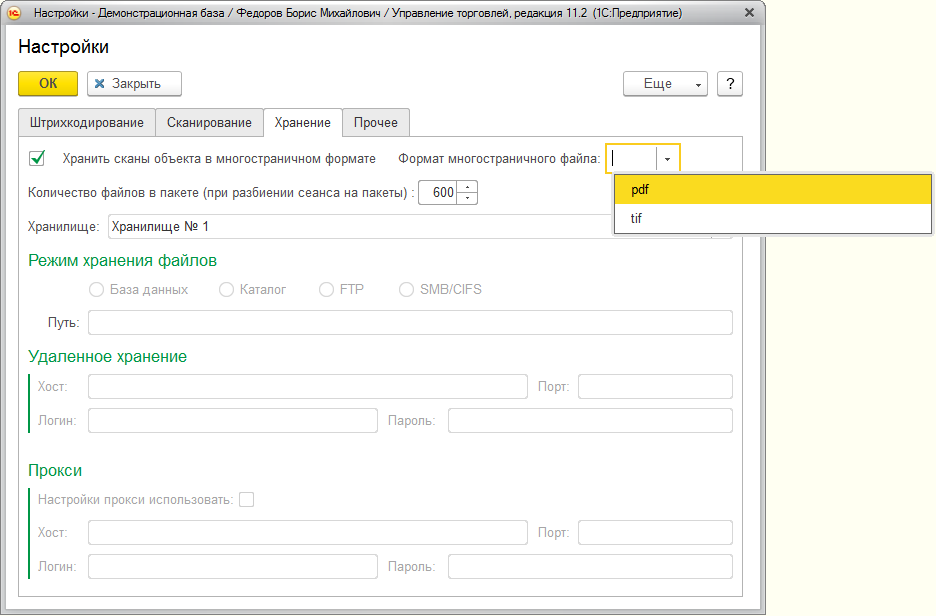 Настройки - Демонстрационная база / Федоров Борис Михайлович / Управление торговлей, редакция 11.2 (1С:Предприятие)
Настройки
ОК Закрыть Еще ?
Штрихкодирование Сканирование Хранение Прочее
Хранить сканы объекта в многостраничном формате Формат многостраничного файла:
pdf
tif
Количество файлов в пакете (при разбиении сеанса на пакеты) : 600
Хранилище: Хранилище № 1
Режим хранения файлов
База данных Каталог FTP SMB/CIFS
Путь:
Удаленное хранение
Хост: Порт:
Логин: Пароль:
Прокси
Настройки прокси использовать:
Хост: Порт:
Логин: Пароль: